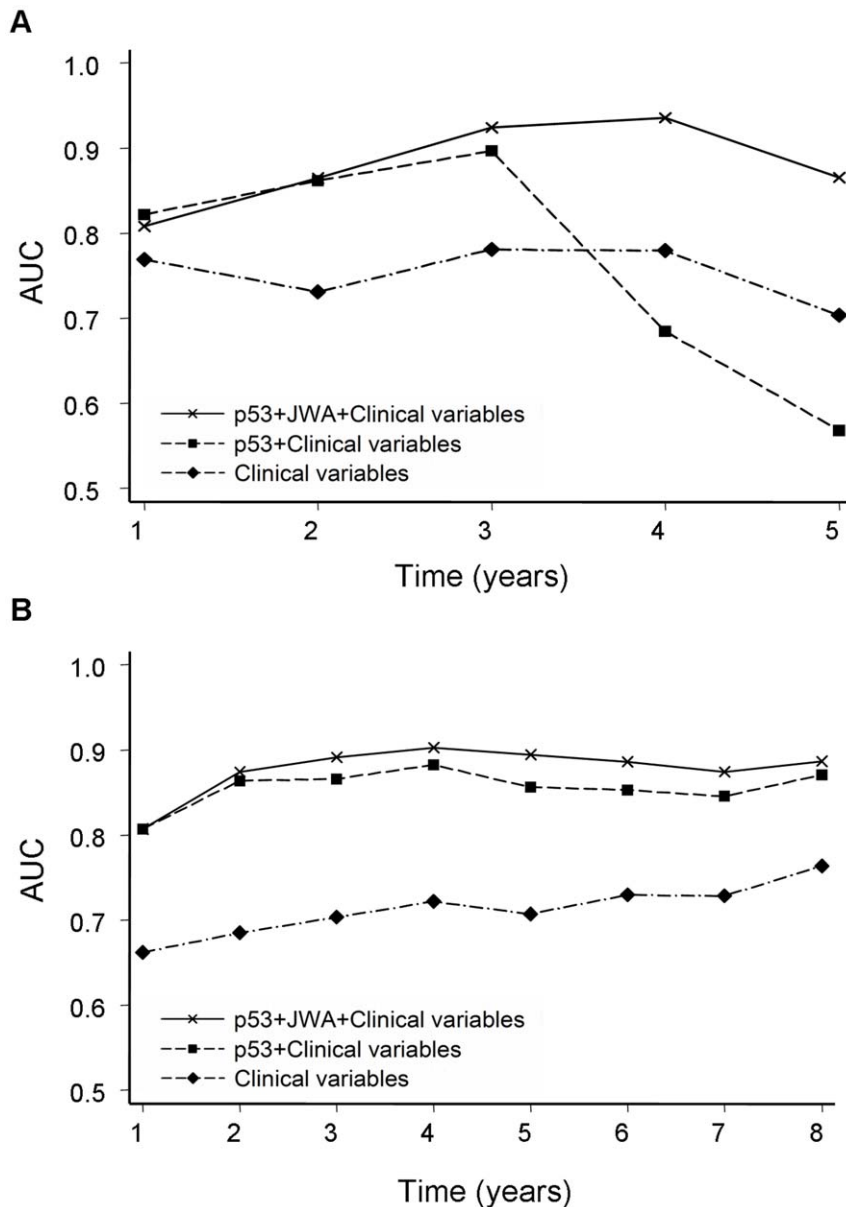 A
1.0
0.9
0.8
0.7
0.6
0.5
AUC
p53+JWA+Clinical variables
p53+Clinical variables
Clinical variables
1 2 3 4 5
Time (years)
B
1.0
0.9
0.8
0.7
0.6
0.5
AUC
p53+JWA+Clinical variables
p53+Clinical variables
Clinical variables
1 2 3 4 5 6 7 8
Time (years)